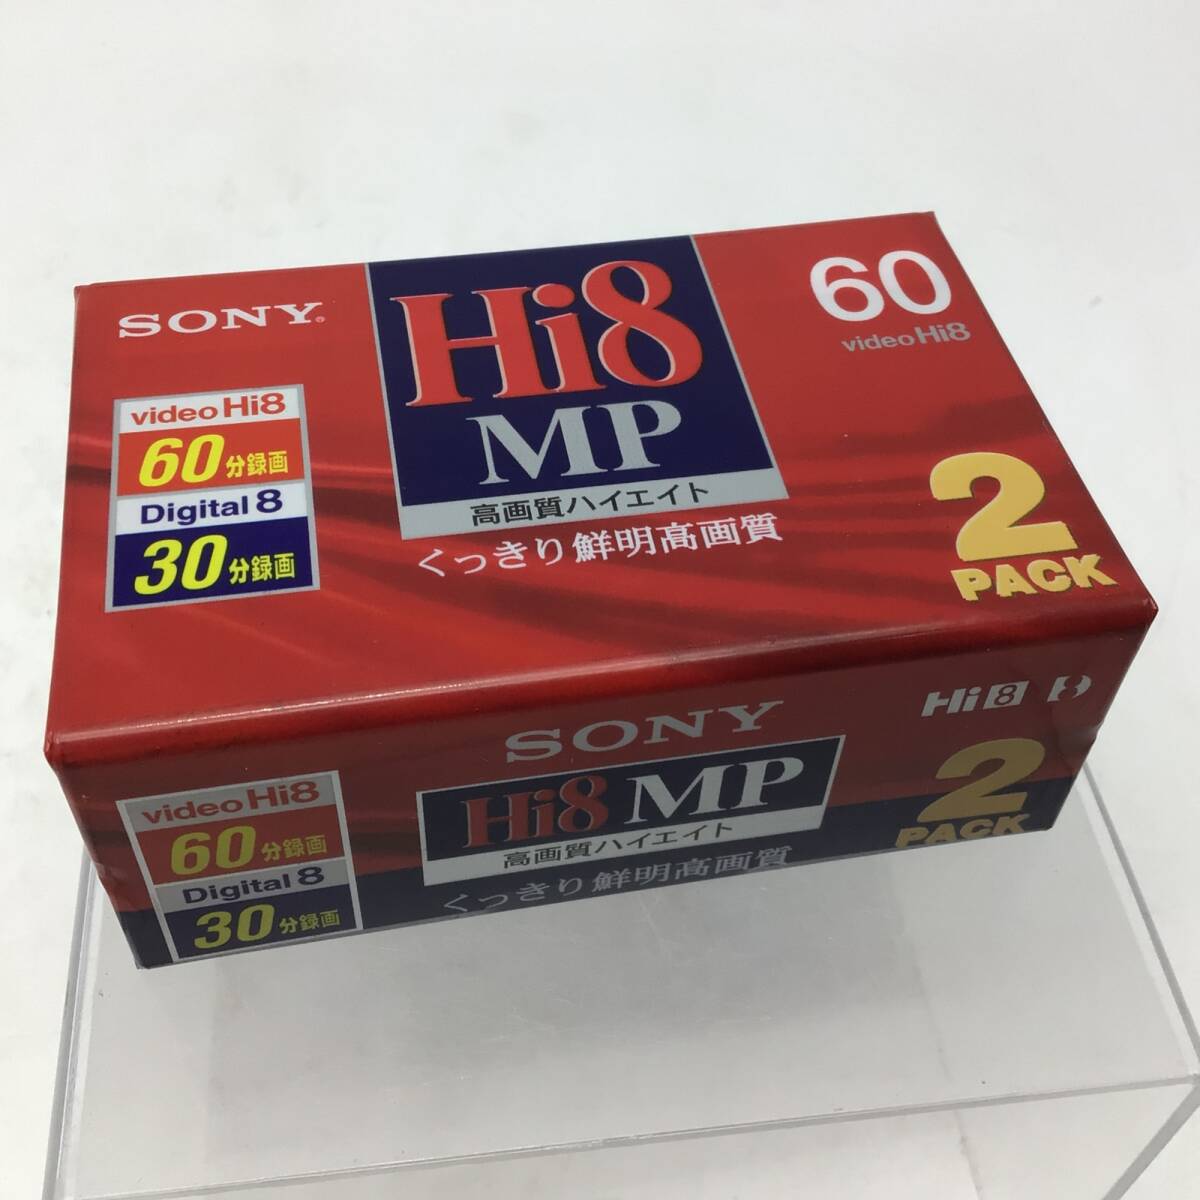 SONY®
Hi8
MP
高画質ハイエイト
くっきり鮮明高画質
60
video Hi8
video Hi8
60分録画
Digital 8
30分録画
2
PACK
SONY
Hi8 MP
高画質ハイエイト
くっきり鮮明高画質
video Hi8
60分録画
Digital 8
30分録画
Hi8 8
2
PACK